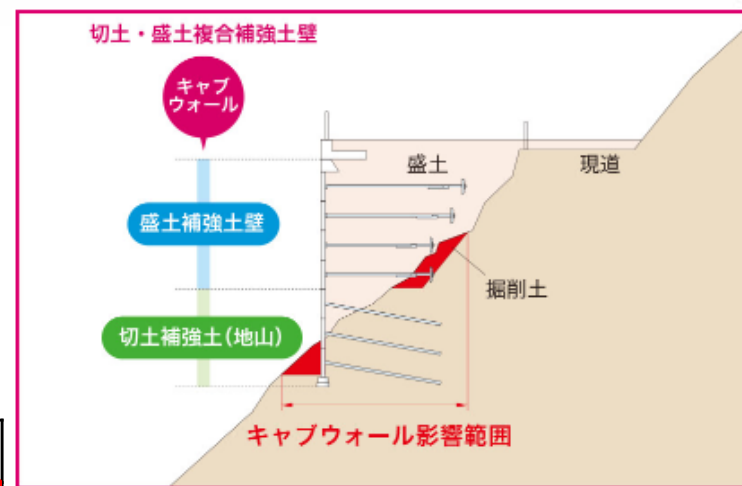 切土・盛土複合補強土壁
キャブ
ウォール
盛土
現道
盛土補強土壁
掘削土
切土補強土(地山)
キャブウォール影響範囲